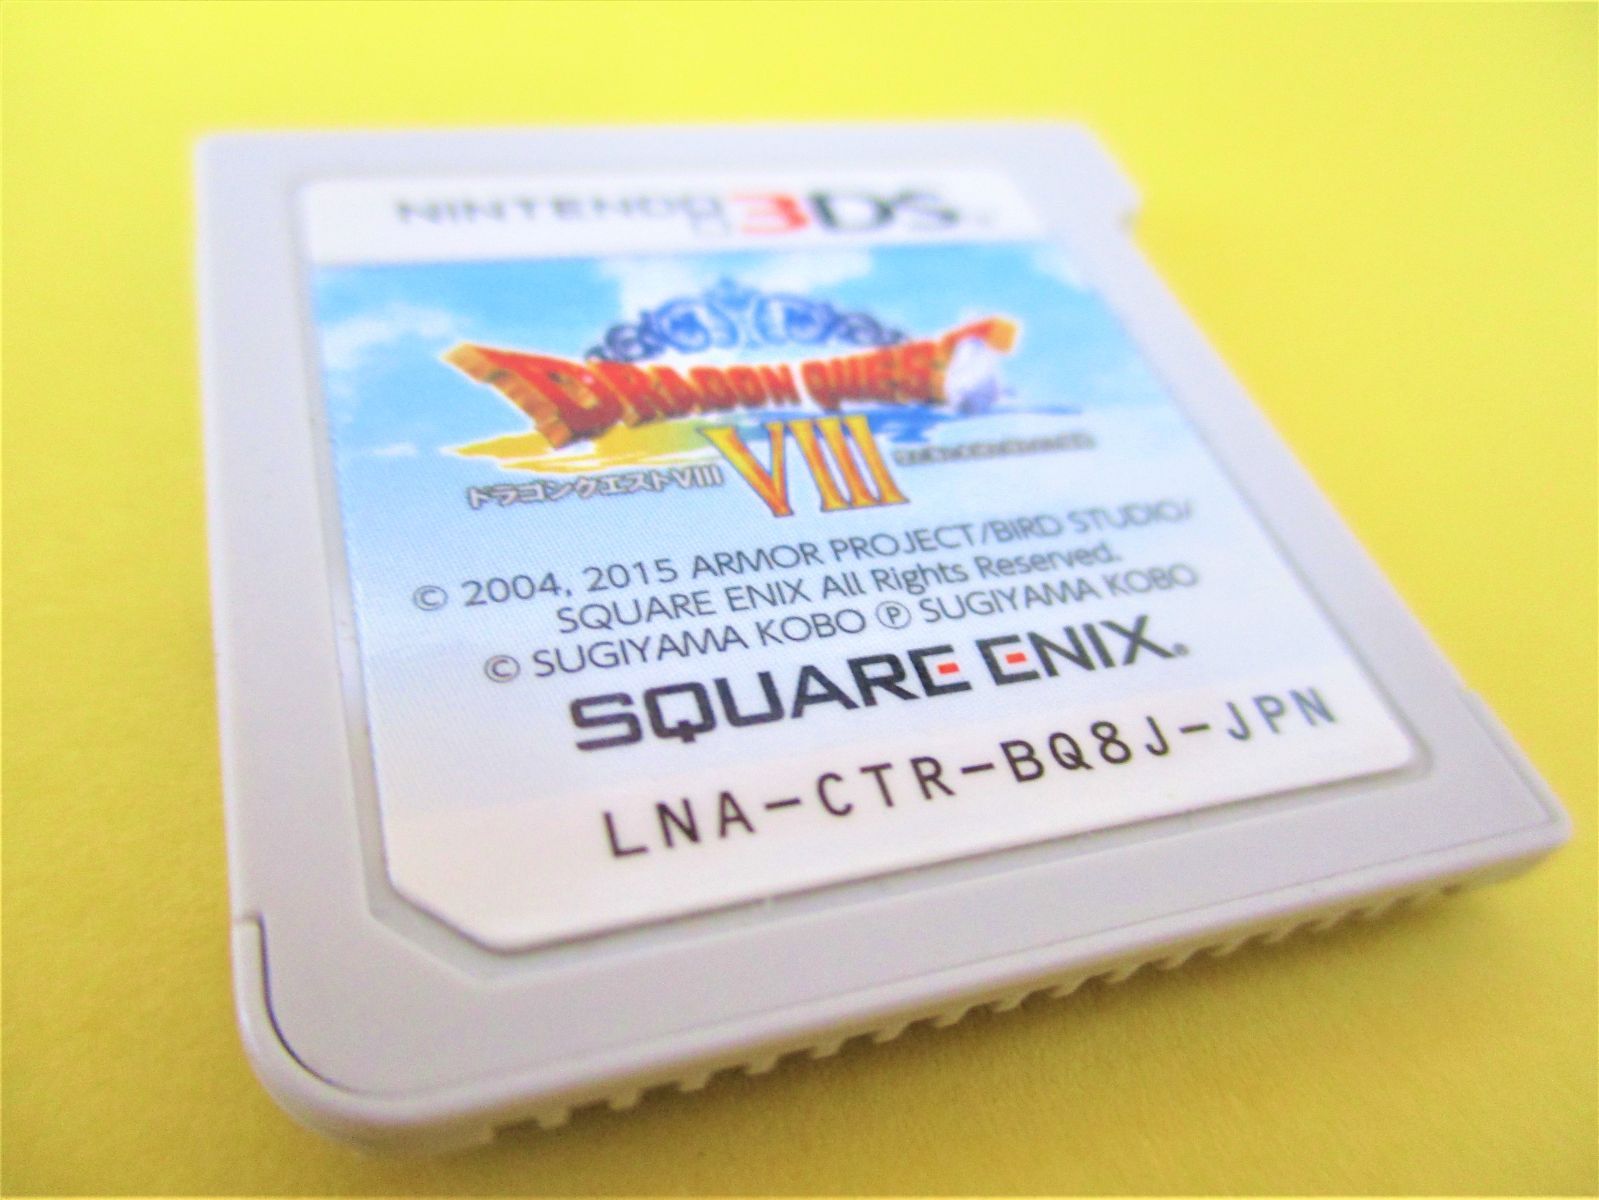 NINTENDO 3DS
DRAGON QUEST
VIII
ドラゴンクエストVIII
© 2004, 2015 ARMOR PROJECT/BIRD STUDIO/
SQUARE ENIX All Rights Reserved.
© SUGIYAMA KOBO Ⓟ SUGIYAMA KOBO
SQUARE ENIX®
LNA-CTR-BQ8J-JPN